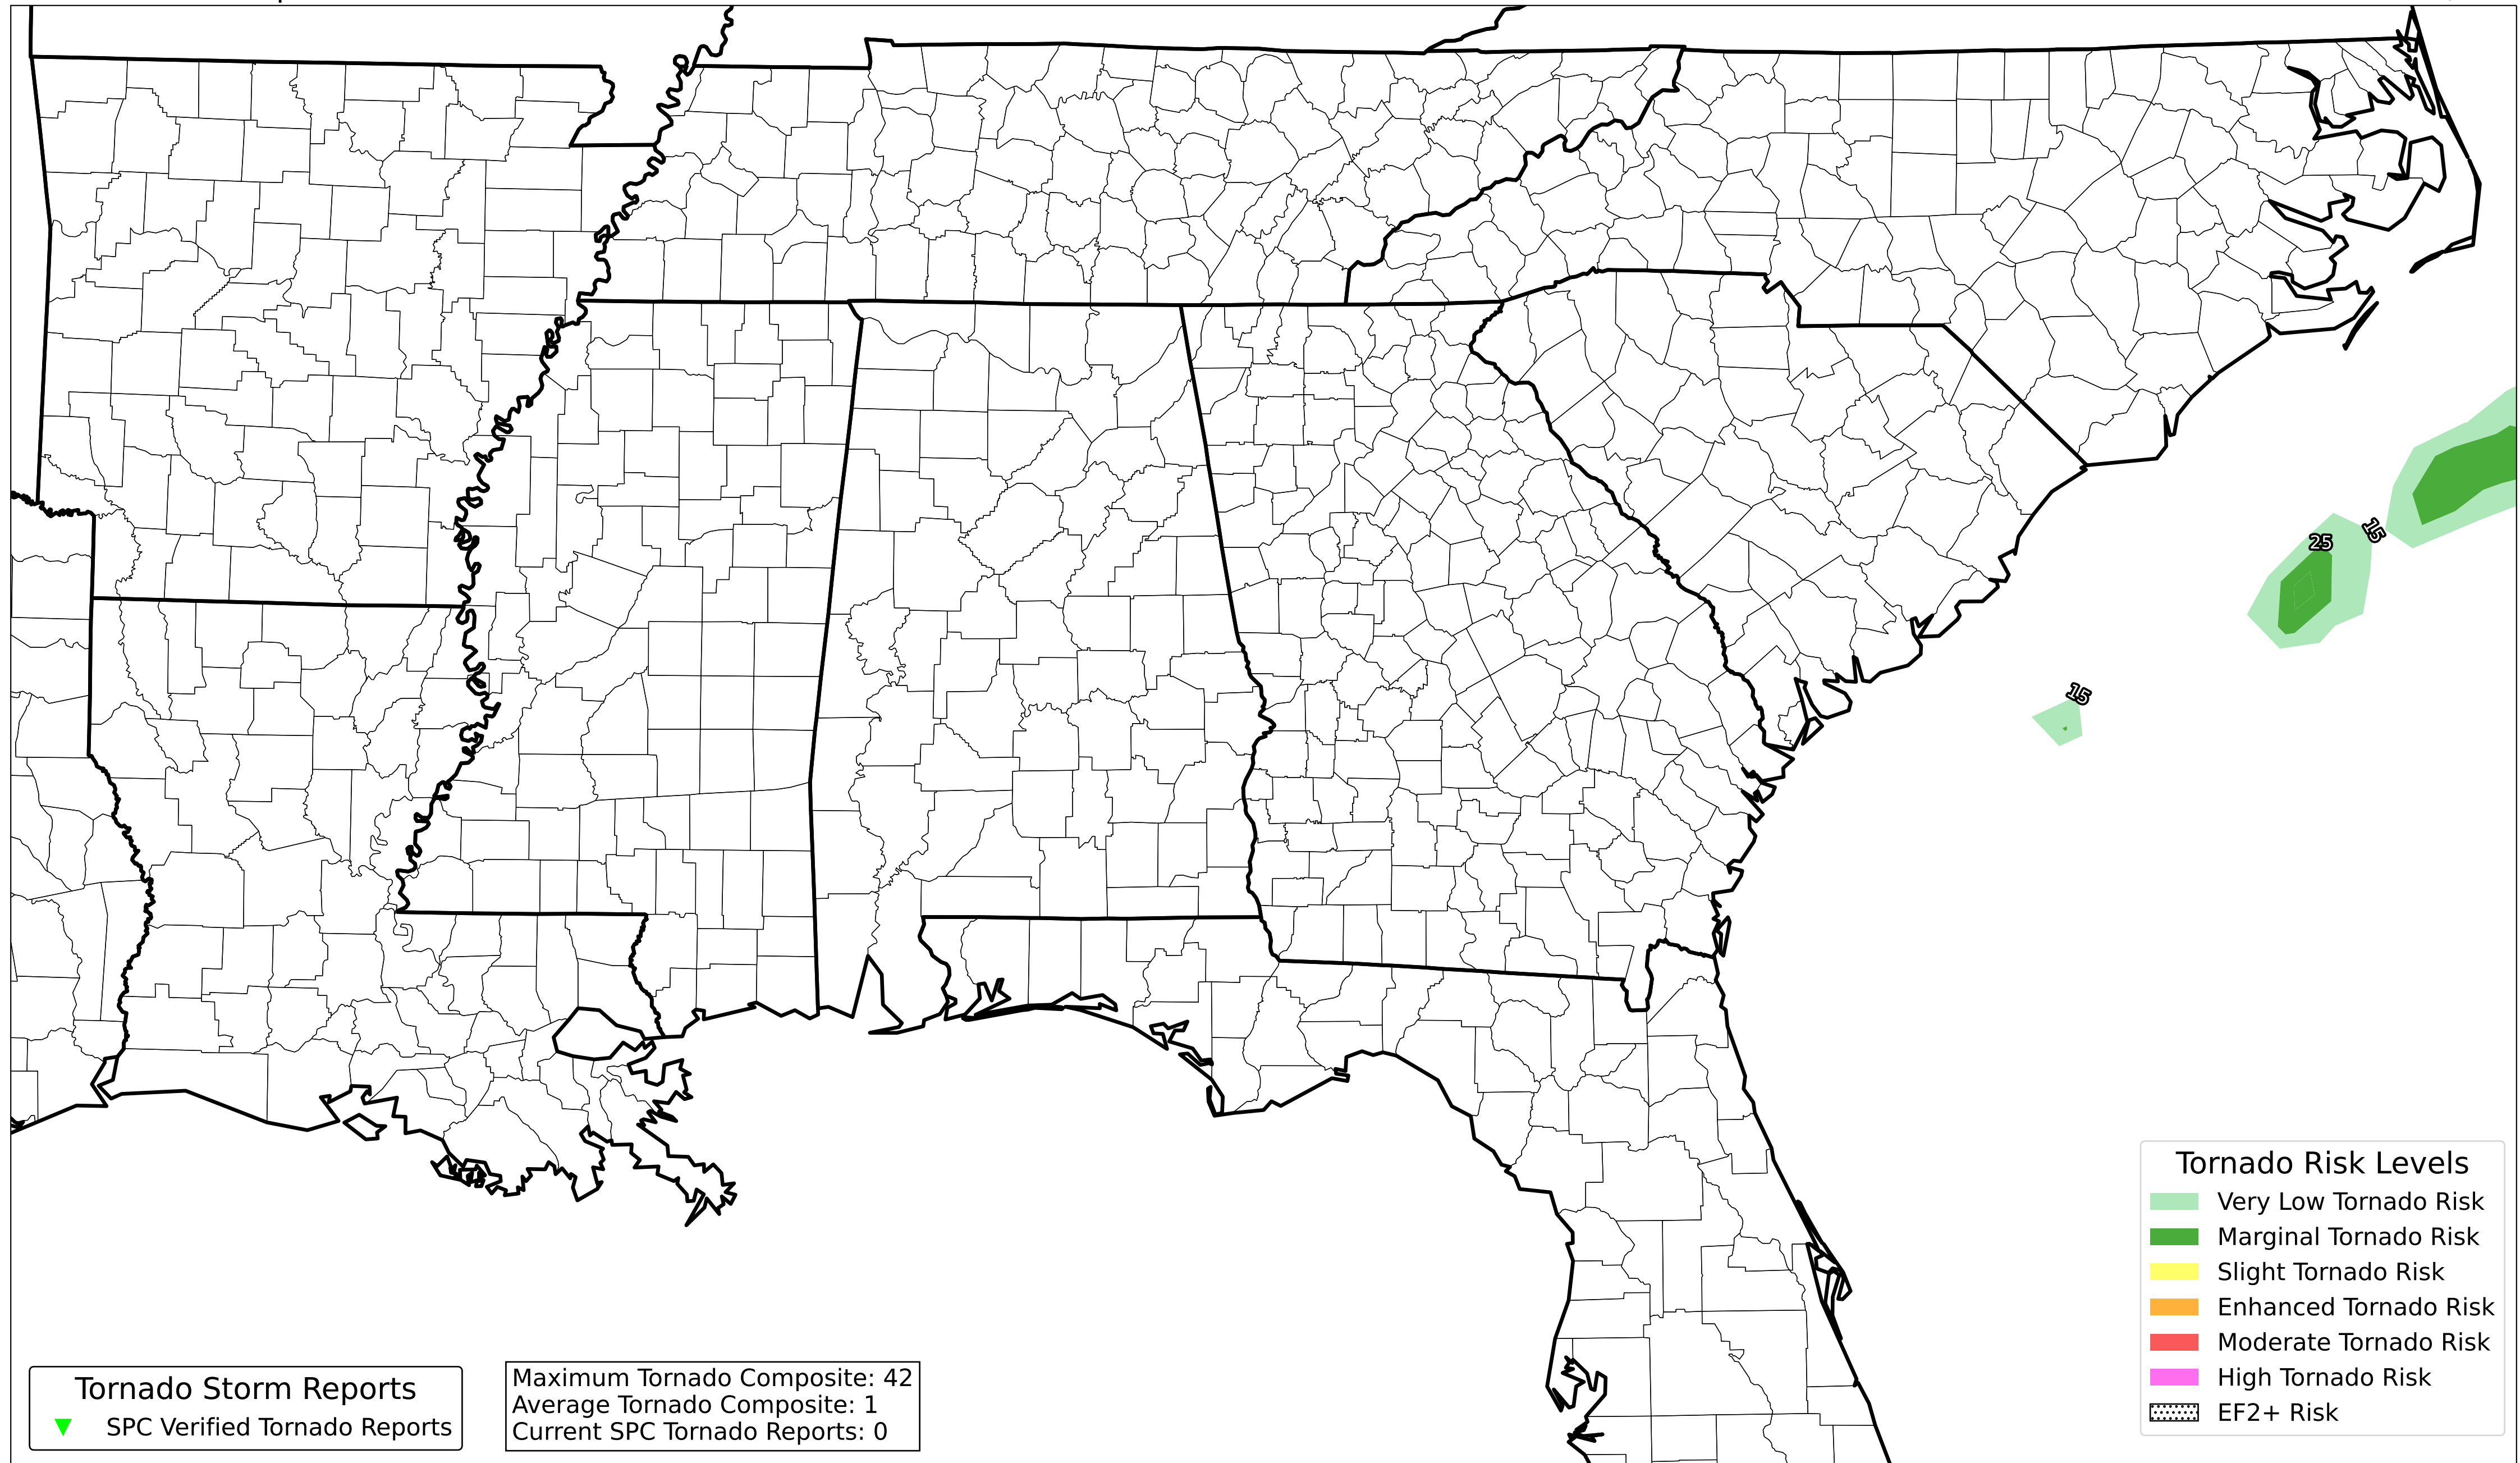 25
15
15
Tornado Risk Levels
Very Low Tornado Risk
Marginal Tornado Risk
Slight Tornado Risk
Enhanced Tornado Risk
Moderate Tornado Risk
High Tornado Risk
EF2+ Risk
Tornado Storm Reports
SPC Verified Tornado Reports
Maximum Tornado Composite: 42
Average Tornado Composite: 1
Current SPC Tornado Reports: 0